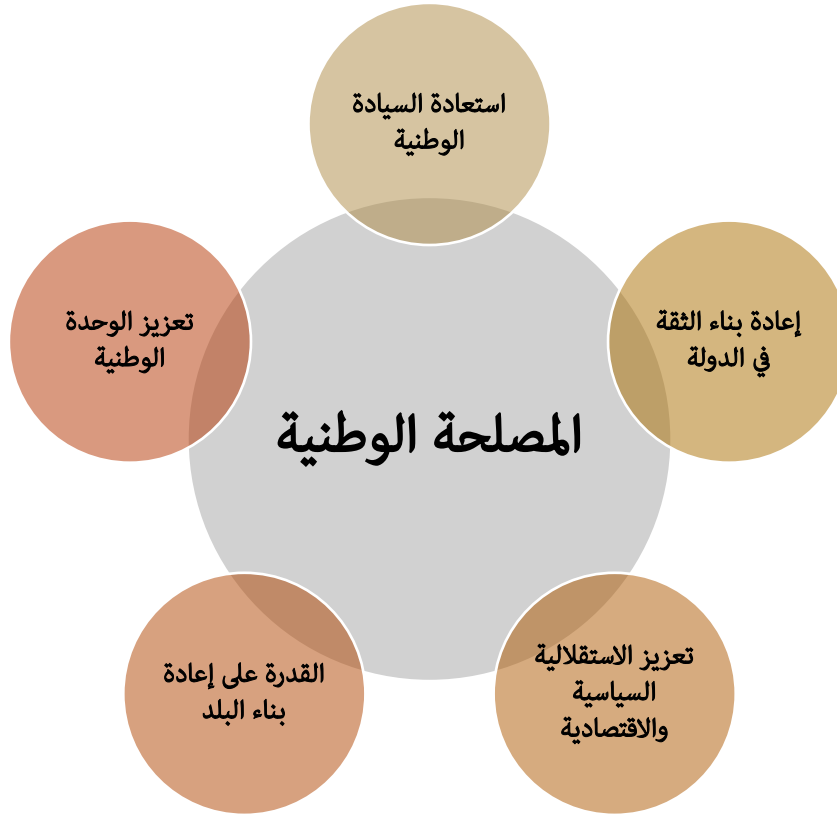 استعادة السيادة
الوطنية
إعادة بناء الثقة
في الدولة
تعزيز الوحدة
الوطنية
المصلحة الوطنية
تعزيز الاستقلالية
السياسية
والاقتصادية
القدرة على إعادة
بناء البلد